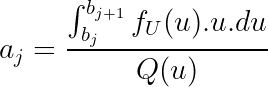 a_j = \frac{\int_{b_j}^{b_{j+1}} f_U(u).u.du}{Q(u)}